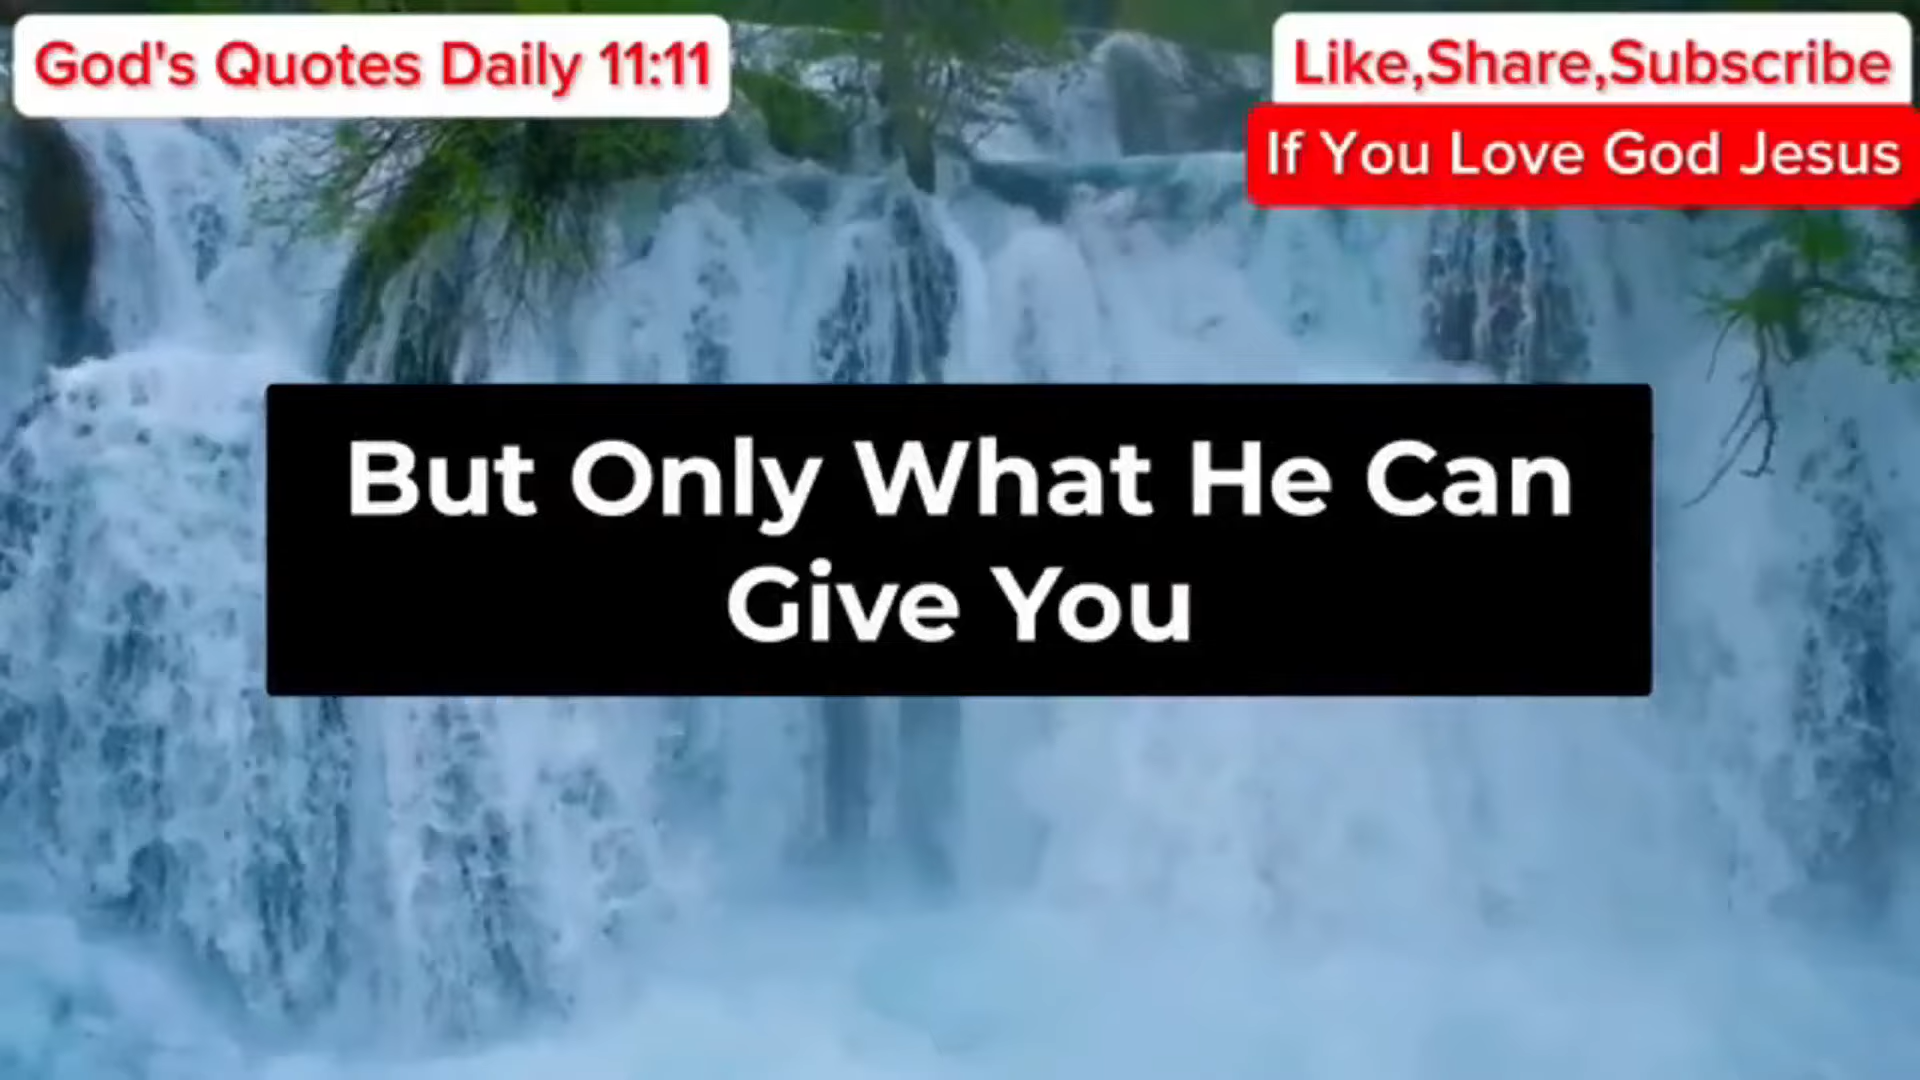 God's Quotes Daily 11:11
Like,Share,Subscribe
If You Love God Jesus
But Only What He Can
Give You